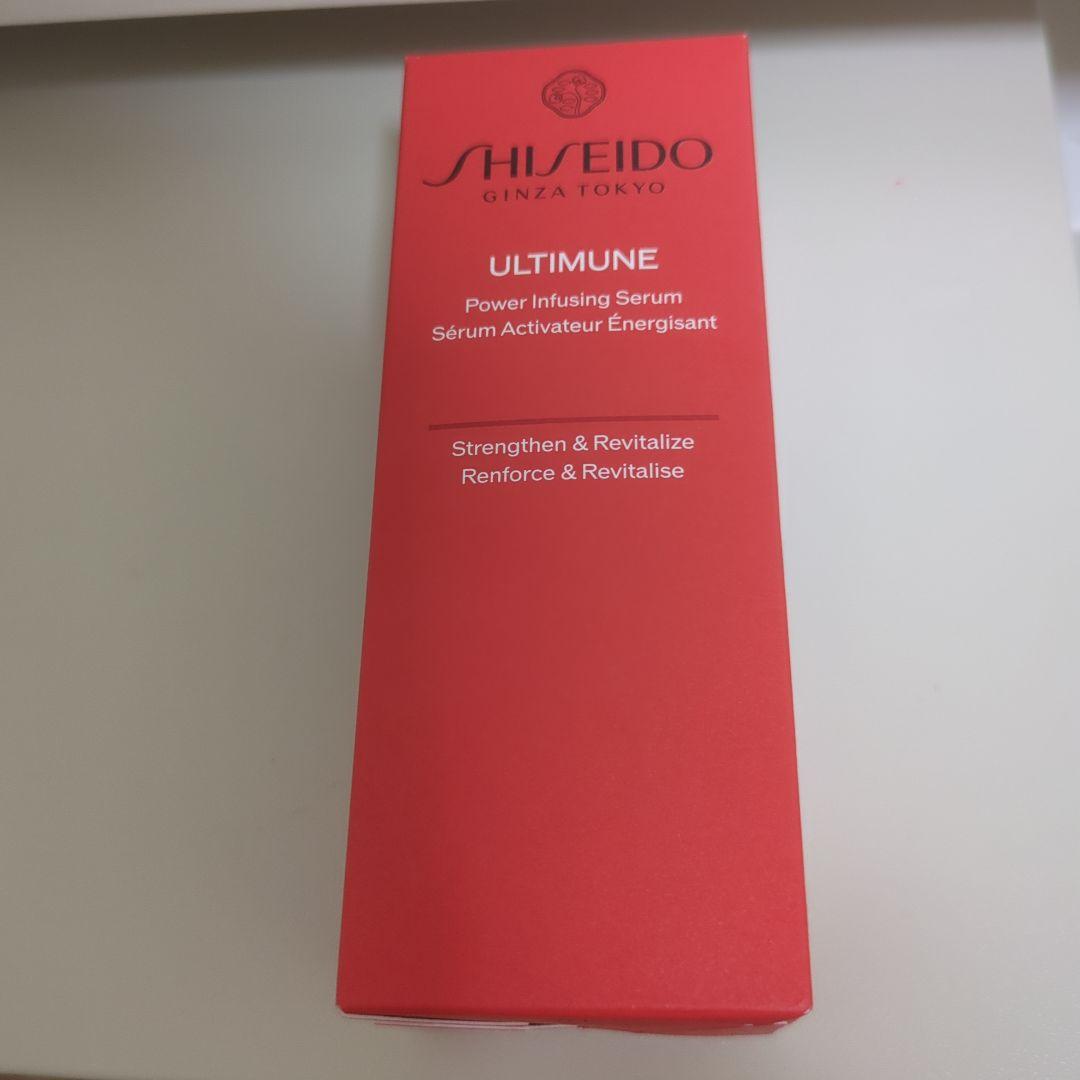 SHISEIDO
GINZA TOKYO
ULTIMUNE
Power Infusing Serum
Sérum Activateur Énergisant
Strengthen & Revitalize
Renforce & Revitalise